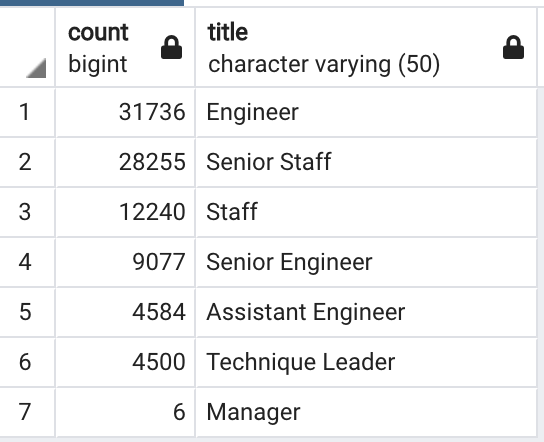 count title
bigint character varying (50)
1 31736 Engineer
2 28255 Senior Staff
3 12240 Staff
4 9077 Senior Engineer
5 4584 Assistant Engineer
6 4500 Technique Leader
7 6 Manager